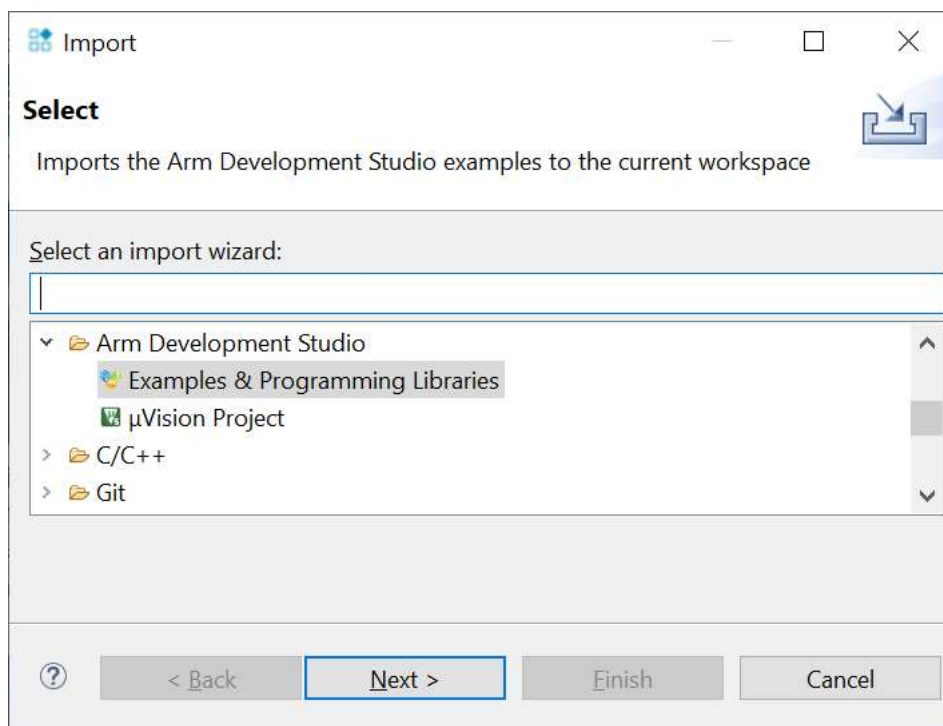 Import
Select
Imports the Arm Development Studio examples to the current workspace
Select an import wizard:
Arm Development Studio
Examples & Programming Libraries
µVision Project
C/C++
Git
< Back Next > Finish Cancel